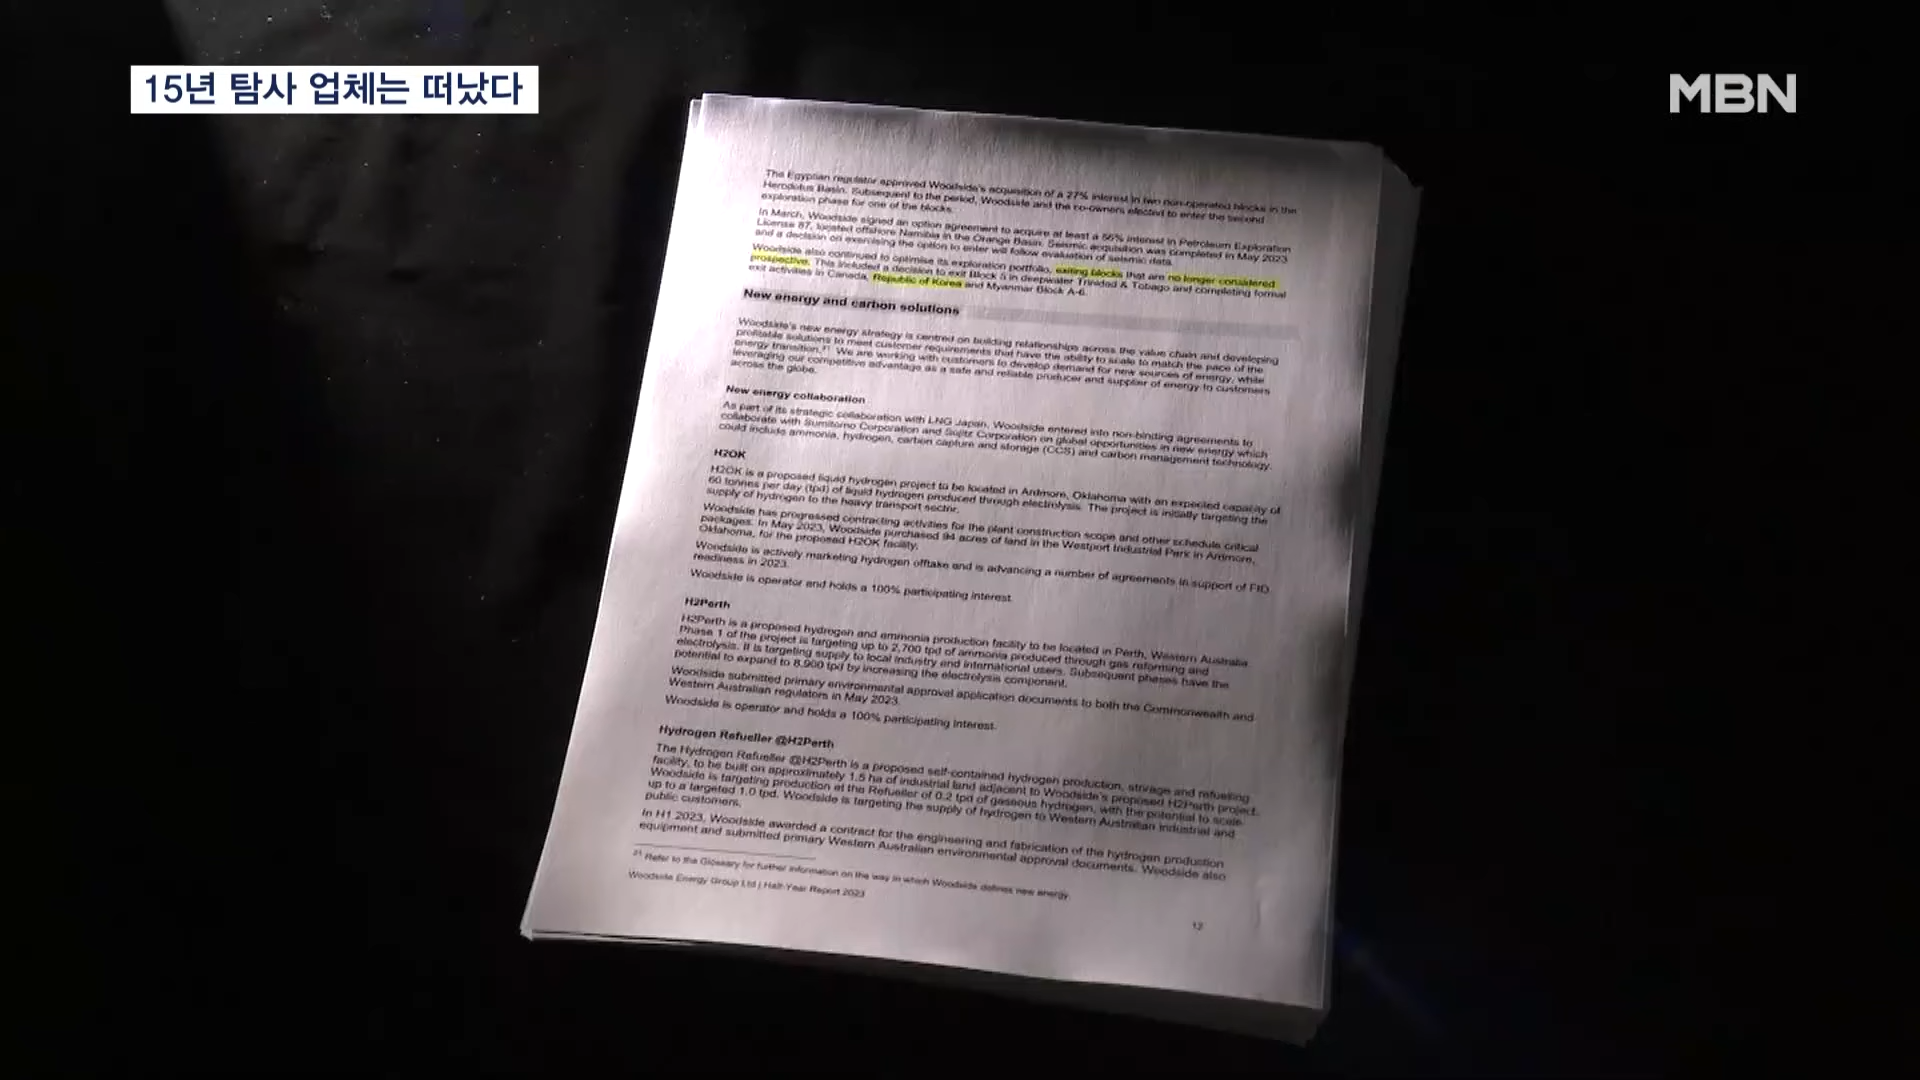 15년 탐사 업체는 떠났다
MBN
The Egyptian regulator approved Woodside's acquisition of a 27% interest in two non-operated blocks in the
Herodotus Basin. Subsequent to the period, Woodside and the co-owners elected to enter the second
exploration phase for one of the blocks.
In March, Woodside signed an option agreement to acquire at least a 56% interest in Petroleum Exploration
License 87, located offshore Namibia in the Orange Basin. Seismic acquisition was completed in May 2023
and a decision on exercising the option to enter will follow evaluation of seismic data.
Woodside also continued to optimise its exploration portfolio, exiting blocks that are no longer considered
prospective. This included a decision to exit Block 5 in deepwater Trinidad & Tobago and completing formal
exit activities in Canada, Republic of Korea and Myanmar Block A-6.
New energy and carbon solutions
Woodside's new energy strategy is centred on building relationships across the value chain and developing
profitable solutions to meet customer requirements that have the ability to scale to match the pace of the
energy transition.21 We are working with customers to develop demand for new sources of energy, while
leveraging our competitive advantage as a safe and reliable producer and supplier of energy to customers
across the globe.
New energy collaboration
As part of its strategic collaboration with LNG Japan, Woodside entered into non-binding agreements to
collaborate with Sumitomo Corporation and Sojitz Corporation on global opportunities in new energy which
could include ammonia, hydrogen, carbon capture and storage (CCS) and carbon management technology.
H2OK
H2OK is a proposed liquid hydrogen project to be located in Ardmore, Oklahoma with an expected capacity of
60 tonnes per day (tpd) of liquid hydrogen produced through electrolysis. The project is initially targeting the
supply of hydrogen to the heavy transport sector.
Woodside has progressed contracting activities for the plant construction scope and other schedule critical
packages. In May 2023, Woodside purchased 94 acres of land in the Westport Industrial Park in Ardmore,
Oklahoma, for the proposed H2OK facility.
Woodside is actively marketing hydrogen offtake and is advancing a number of agreements in support of FID
readiness in 2023.
Woodside is operator and holds a 100% participating interest.
H2Perth
H2Perth is a proposed hydrogen and ammonia production facility to be located in Perth, Western Australia.
Phase 1 of the project is targeting up to 2,700 tpd of ammonia produced through gas reforming and
electrolysis. It is targeting supply to local industry and international users. Subsequent phases have the
potential to expand to 8,900 tpd by increasing the electrolysis component.
Woodside submitted primary environmental approval application documents to both the Commonwealth and
Western Australian regulators in May 2023.
Woodside is operator and holds a 100% participating interest.
Hydrogen Refueller @H2Perth
The Hydrogen Refueller @H2Perth is a proposed self-contained hydrogen production, storage and refuelling
facility, to be built on approximately 1.5 ha of industrial land adjacent to Woodside's proposed H2Perth project.
Woodside is targeting production at the Refueller of 0.2 tpd of gaseous hydrogen, with the potential to scale
up to a targeted 1.0 tpd. Woodside is targeting the supply of hydrogen to Western Australian industrial and
public customers.
In H1 2023, Woodside awarded a contract for the engineering and fabrication of the hydrogen production
equipment and submitted primary Western Australian environmental approval documents. Woodside also
21 Refer to the Glossary for further information on the way in which Woodside defines new energy.
Woodside Energy Group Ltd | Half-Year Report 2023
12